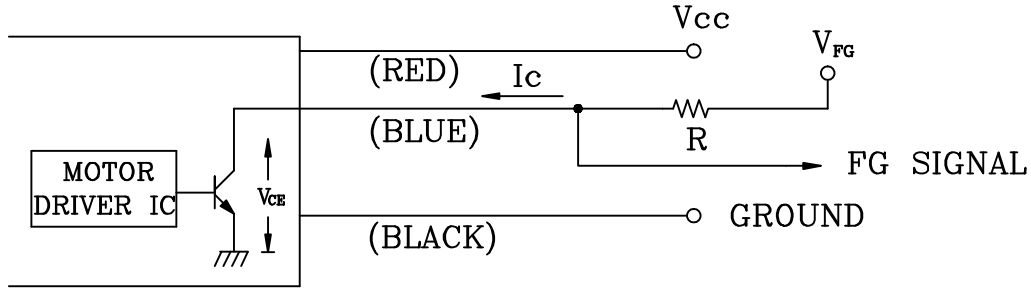 Vcc
VFG
(RED)
Ic
(BLUE)
R
MOTOR
DRIVER IC
VCE
FG SIGNAL
(BLACK)
GROUND